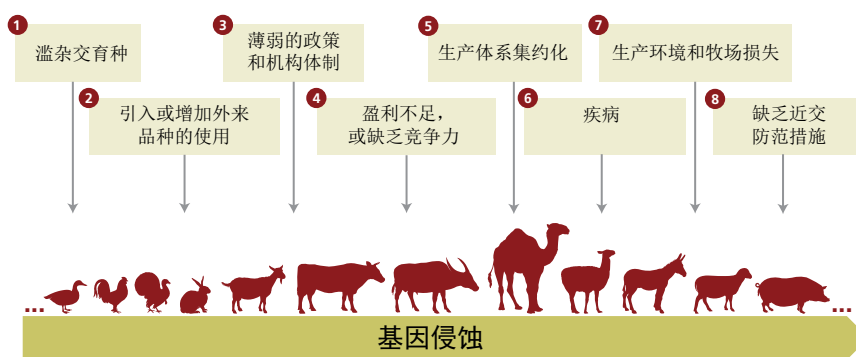 1
滥杂交育种
2
引入或增加外来
品种的使用
3
薄弱的政策
和机构体制
4
盈利不足，
或缺乏竞争力
5
生产体系集约化
6
疾病
7
生产环境和牧场损失
8
缺乏近交
防范措施
...
...
基因侵蚀